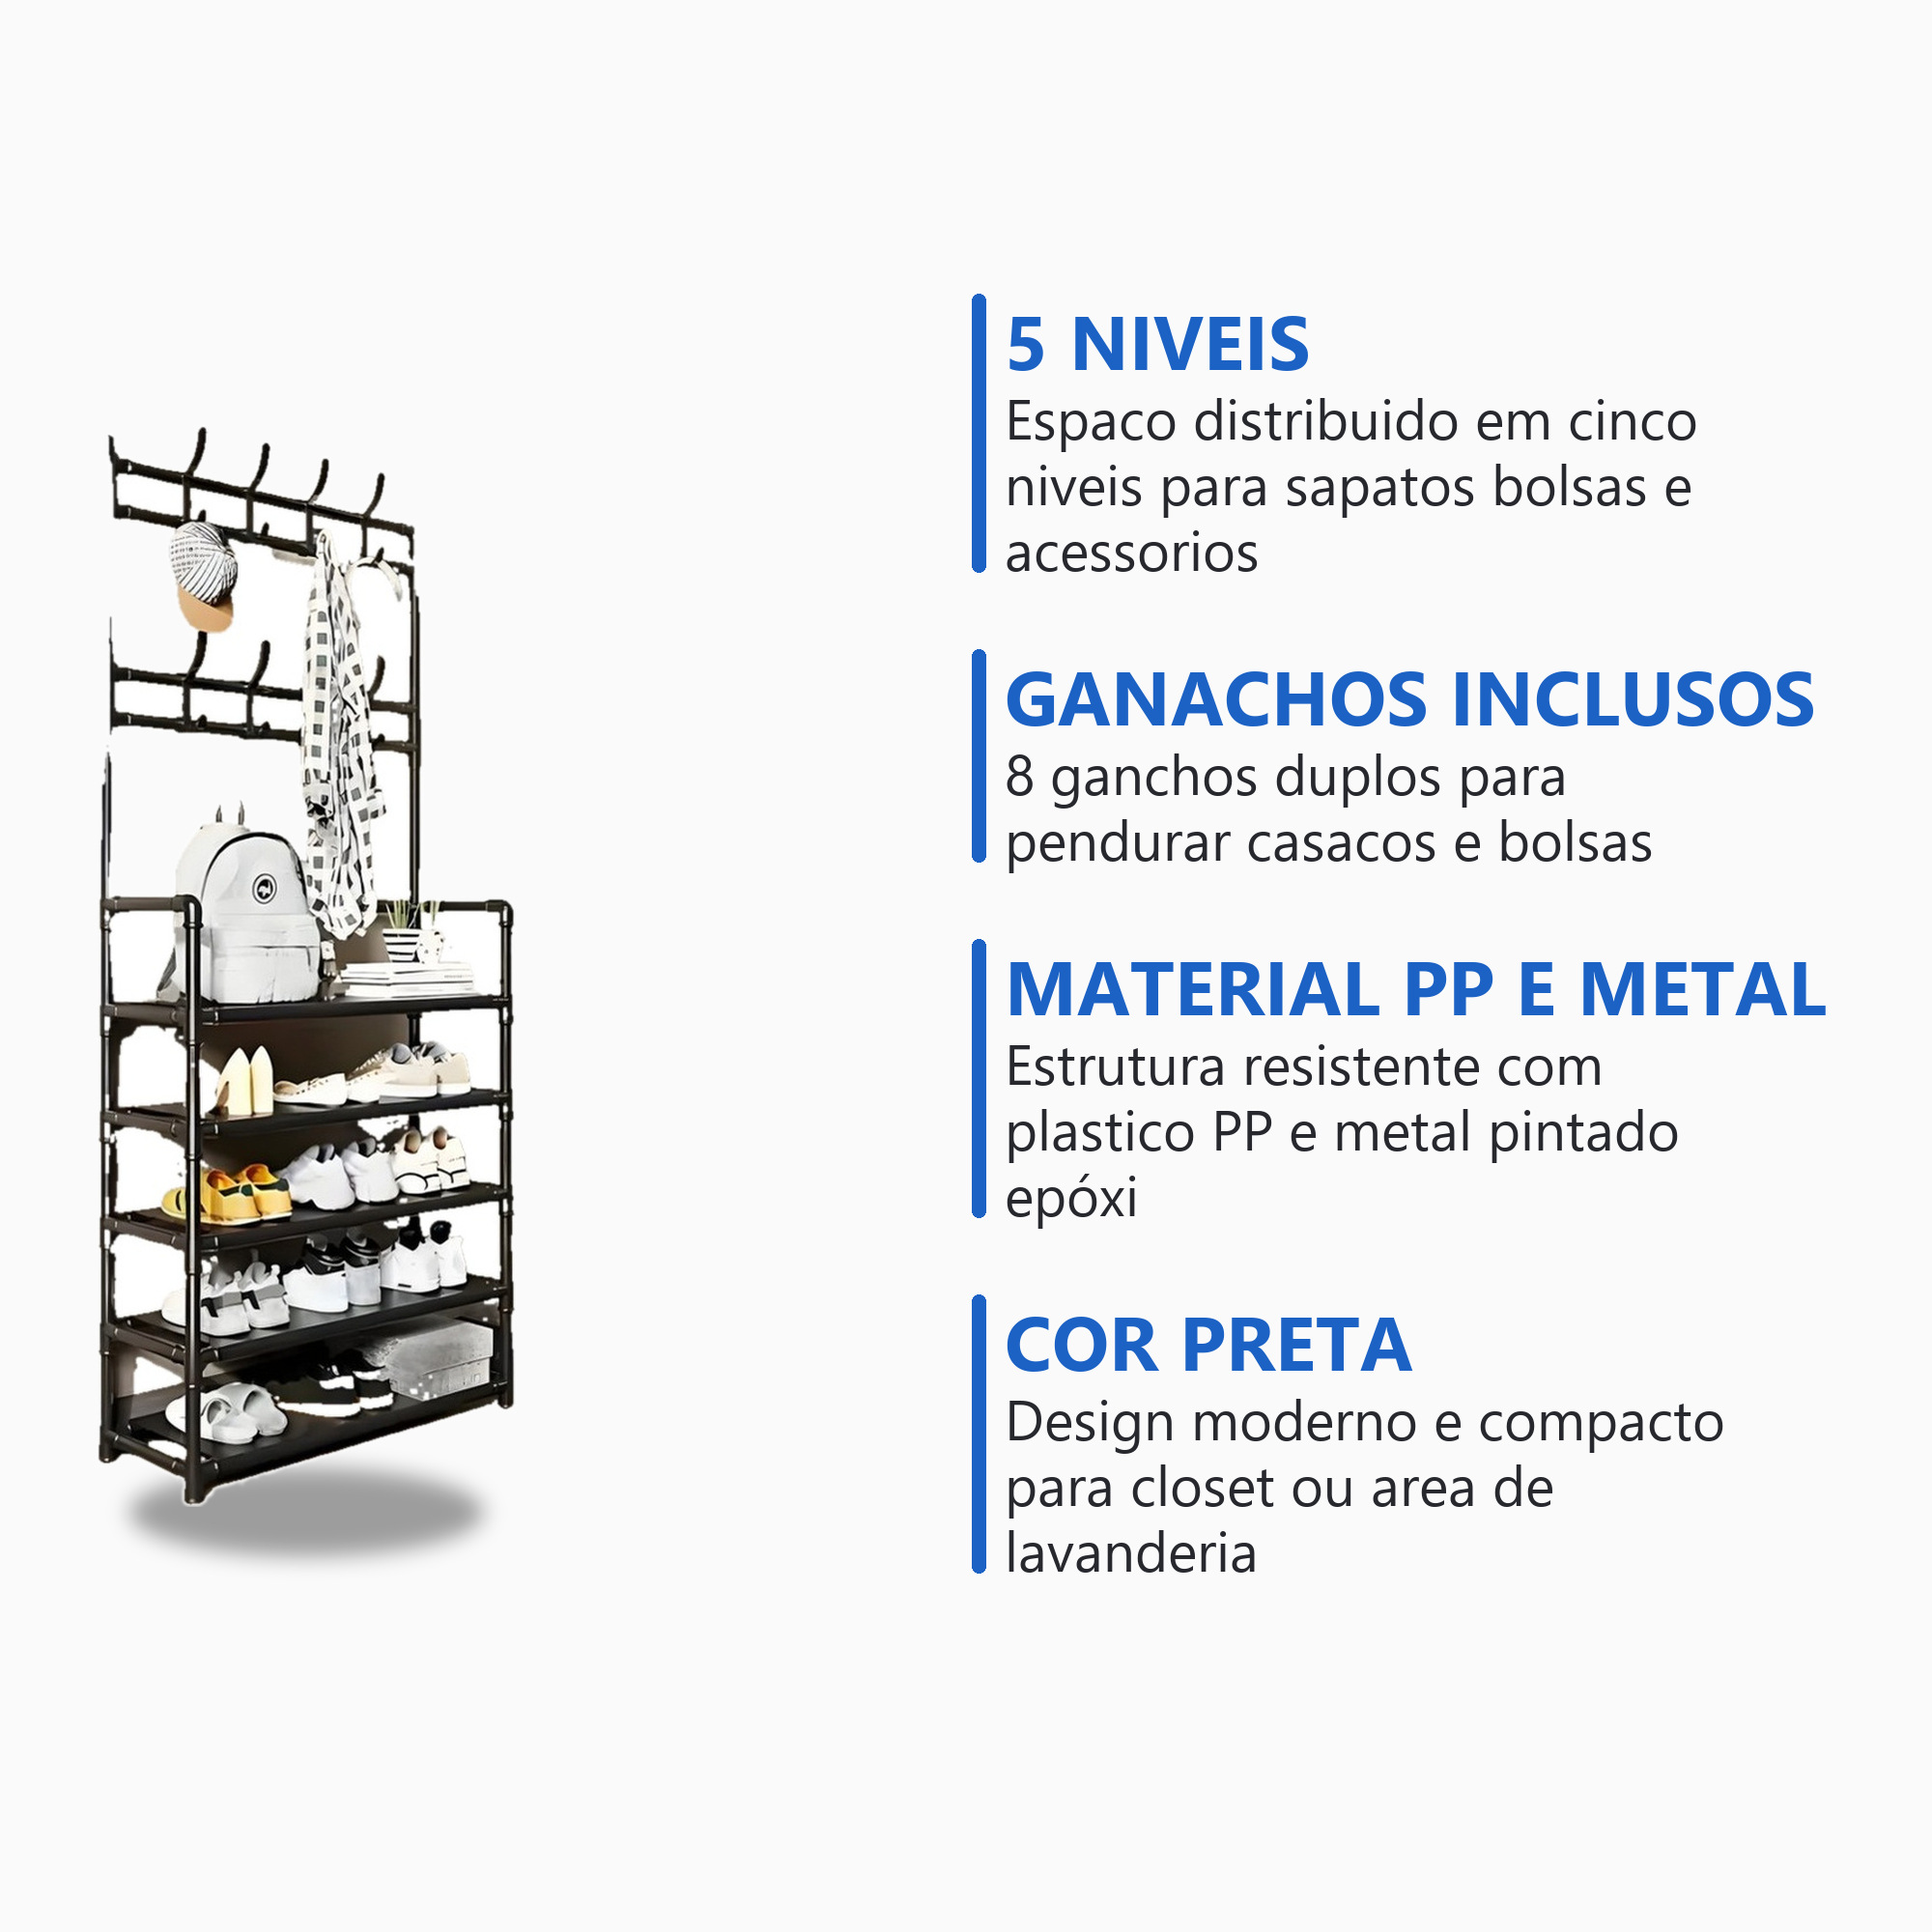 5 NIVEIS
Espaco distribuido em cinco
niveis para sapatos bolsas e
acessorios
GANACHOS INCLUSOS
8 ganchos duplos para
pendurar casacos e bolsas
MATERIAL PP E METAL
Estrutura resistente com
plastico PP e metal pintado
epóxi
COR PRETA
Design moderno e compacto
para closet ou area de
lavanderia